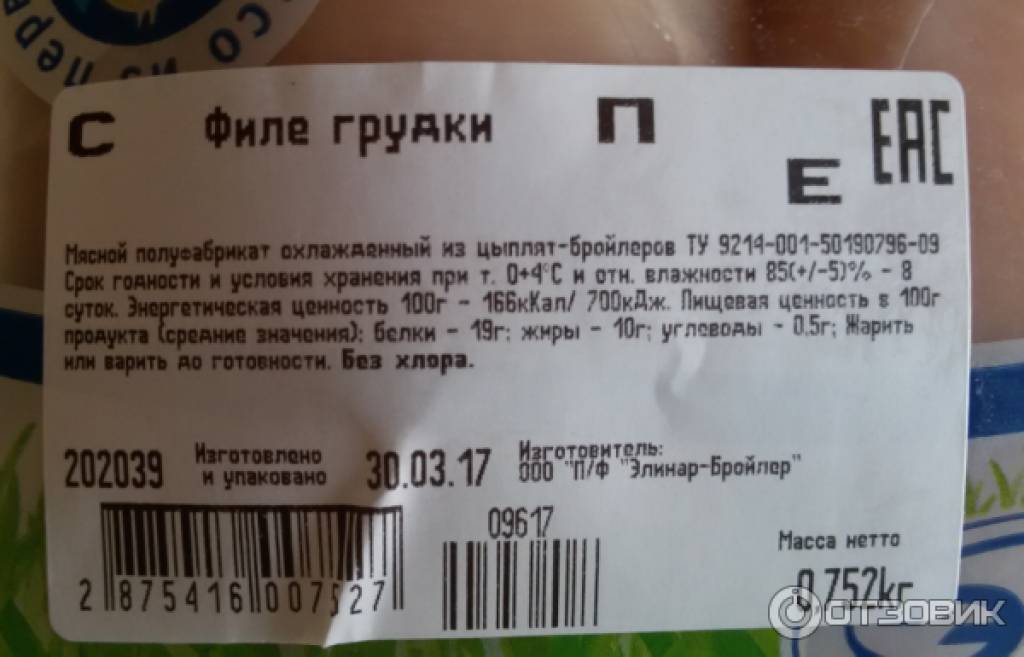 со из пер
С Филе грудки П Е EAC
Мясной полуфабрикат охлажденный из цыплят-бройлеров ТУ 9214-001-50190796-09
Срок годности и условия хранения при т. 0+4°С и отн. влажности 85(+/-5)% - 8
суток. Энергетическая ценность 100г - 166кКал/ 700кДж. Пищевая ценность в 100г
продукта (средние значения): белки - 19г; жиры - 10г; углеводы - 0.5г; Жарить
или варить до готовности. Без хлора.
202039
Изготовлено
и упаковано
30.03.17
Изготовитель:
ООО "П/Ф "Элинар-Бройлер"
09617
Масса нетто
0,752кг
2 875416 007527
ОТЗОВИК